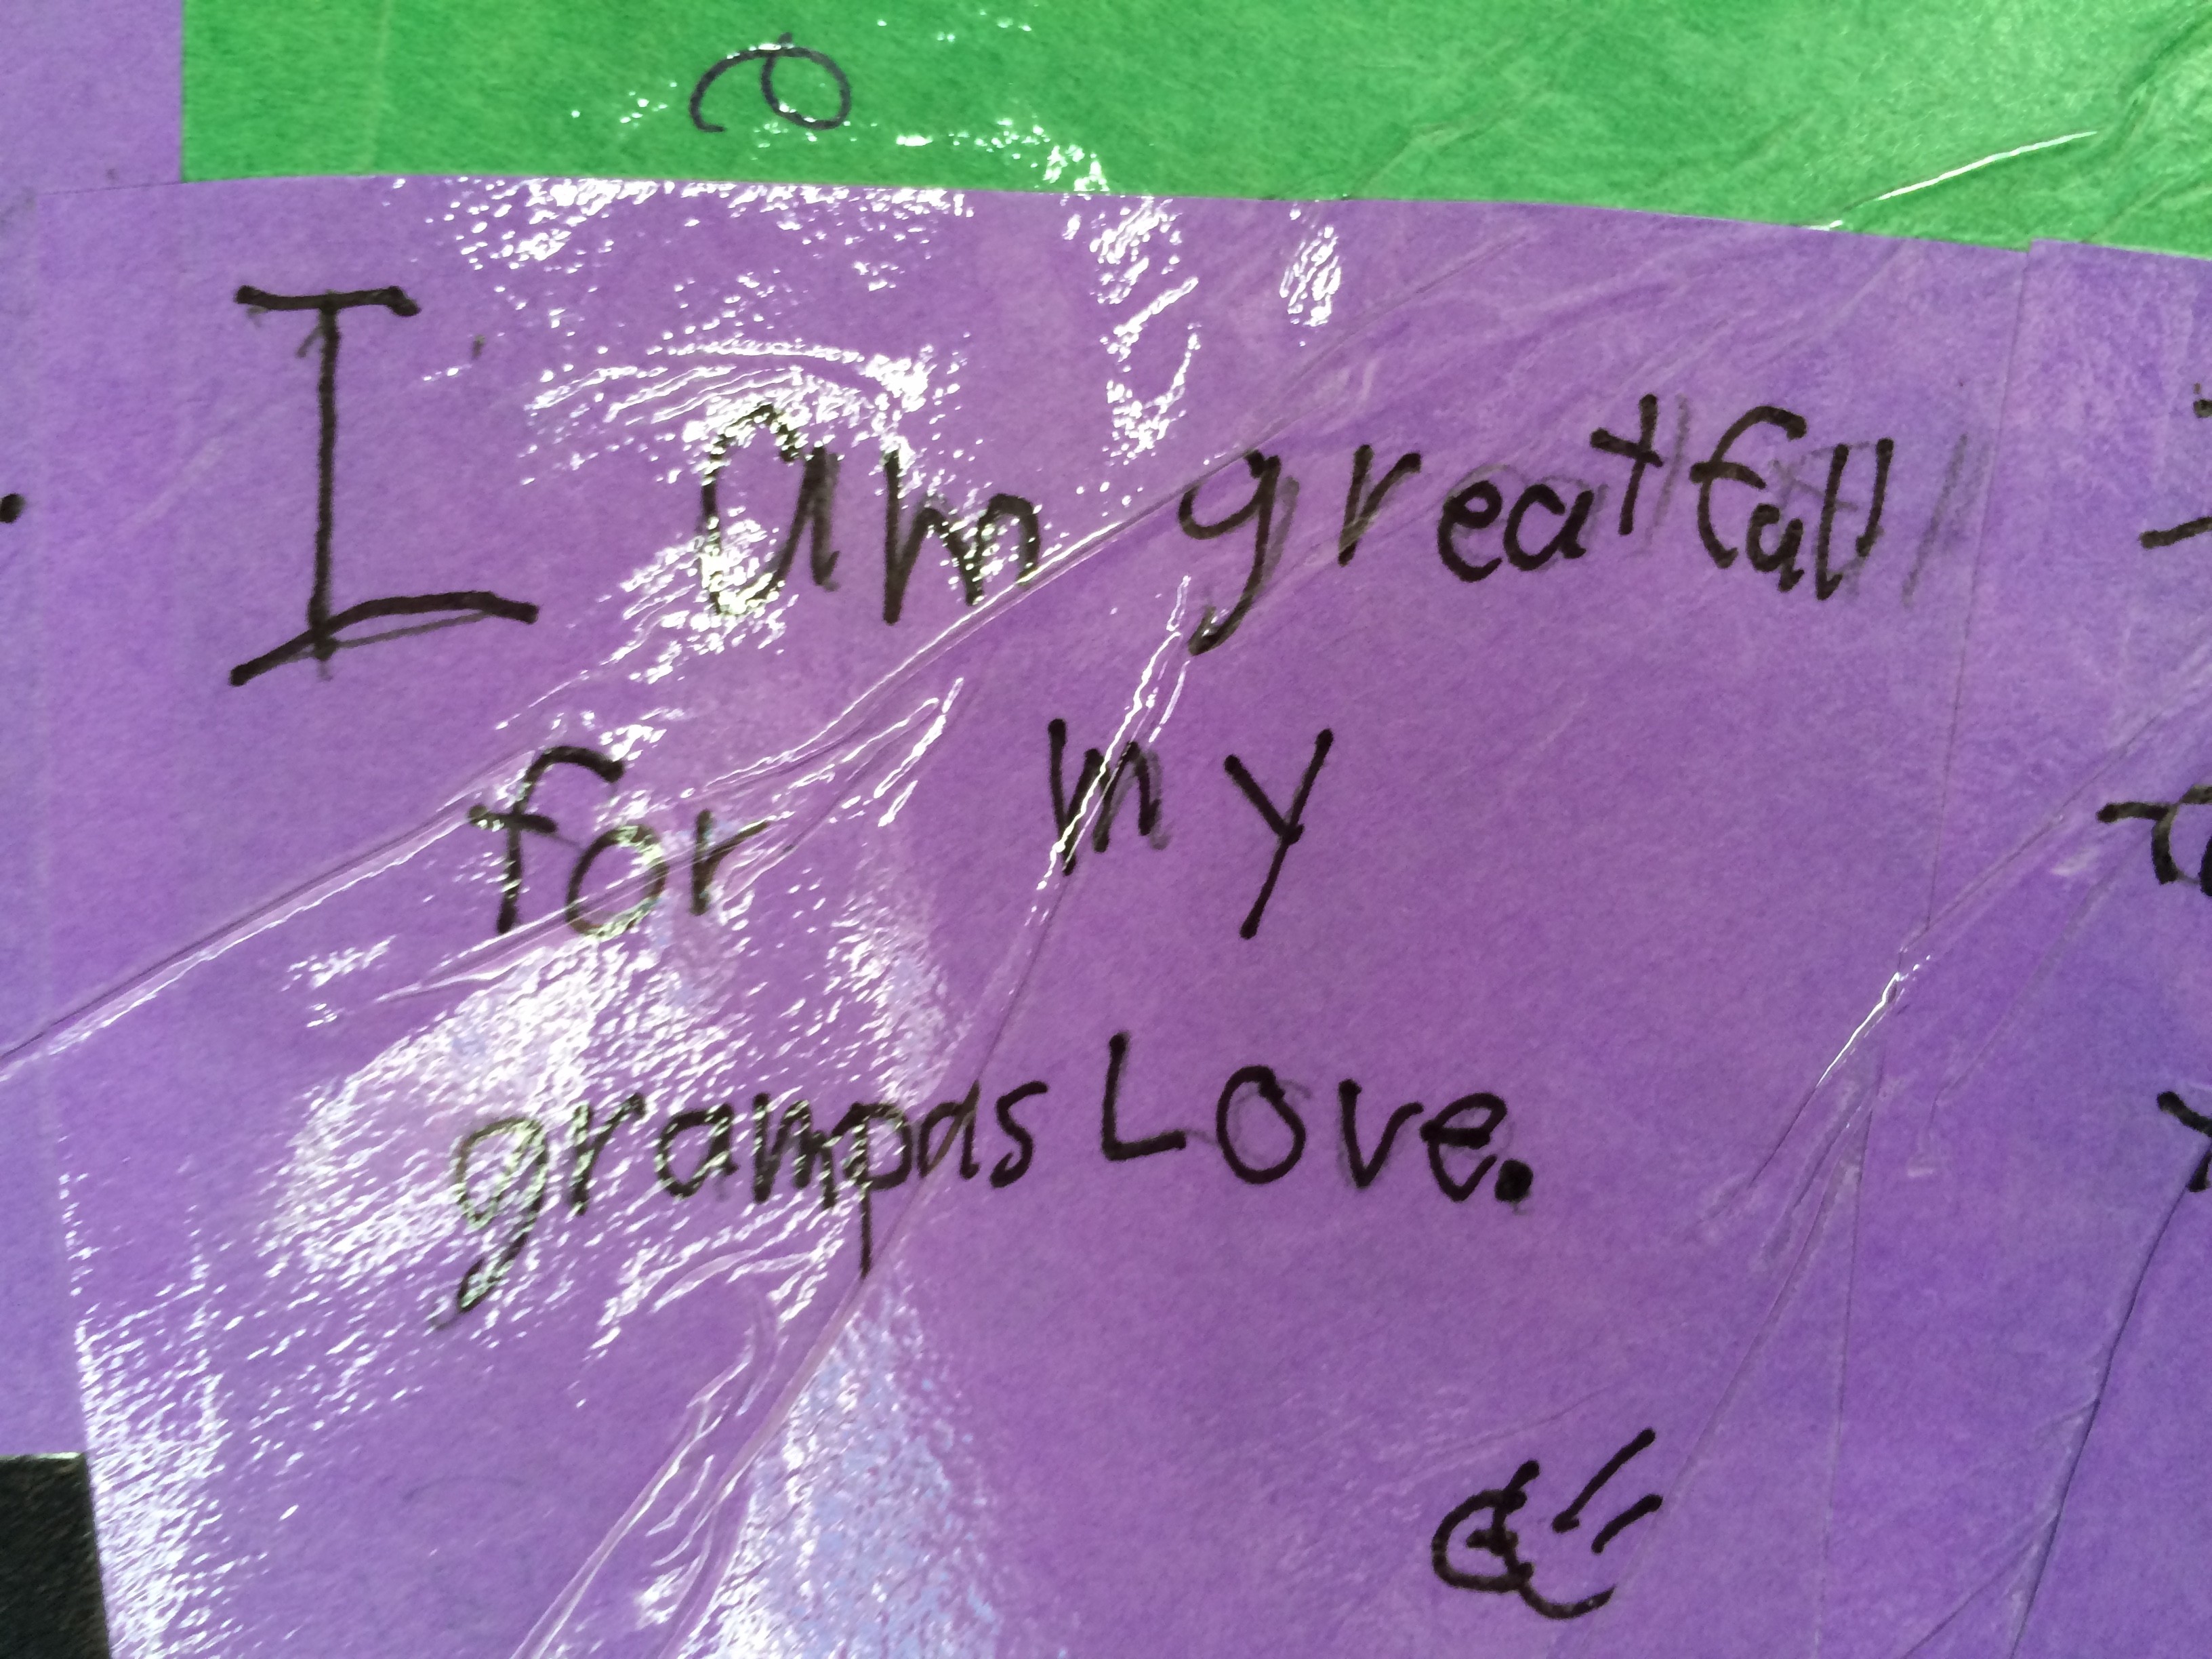 I am greatfull
for my
grampas Love.